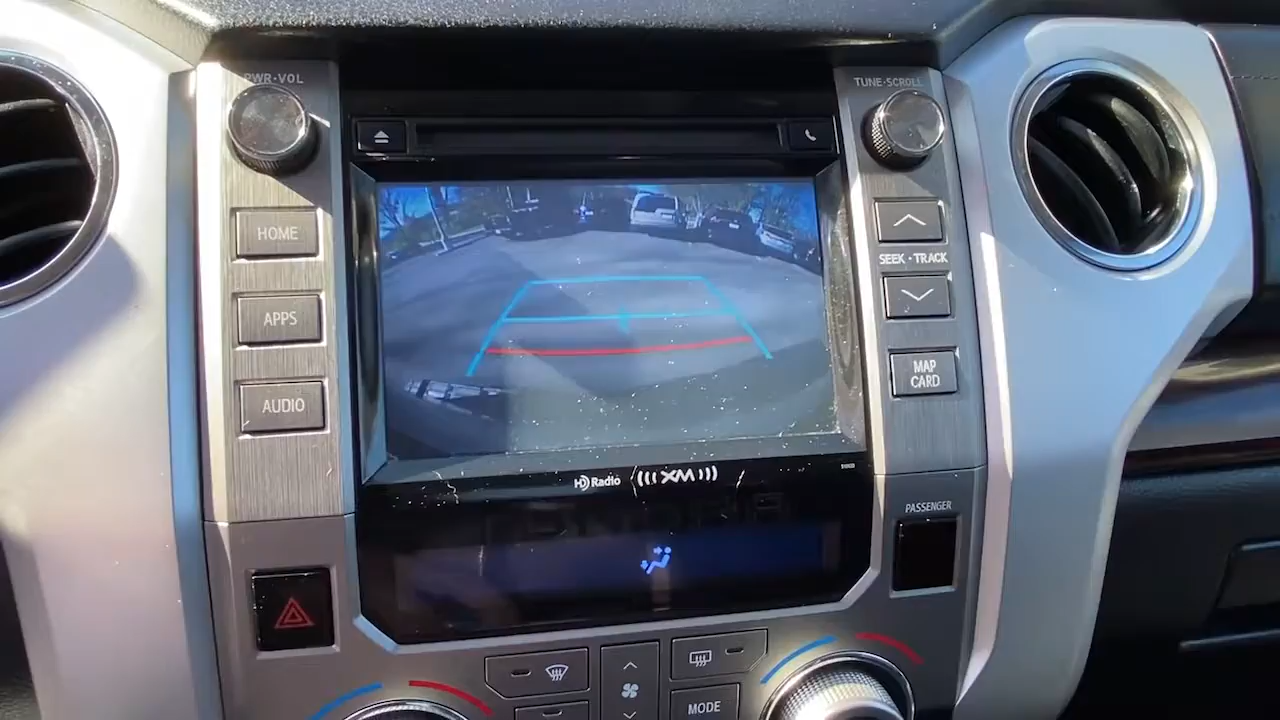 PWR·VOL
TUNE·SCROLL
HOME
APPS
AUDIO
SEEK · TRACK
MAP
CARD
HD Radio
XM
PASSENGER
MODE